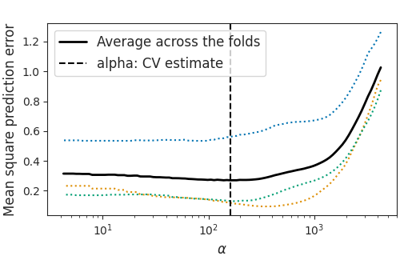 Mean square prediction error
1.2
1.0
0.8
0.6
0.4
0.2
Average across the folds
alpha: CV estimate
10¹
10²
10³
α